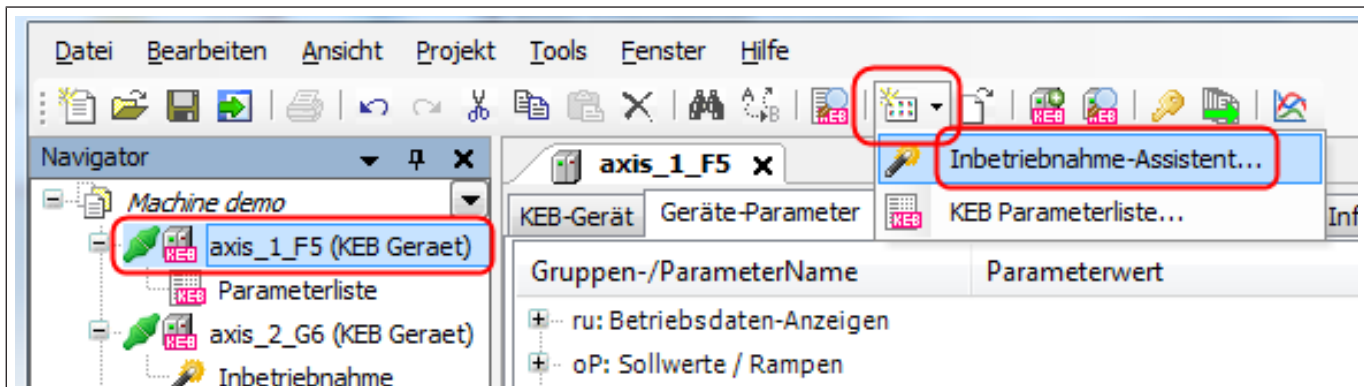 Datei Bearbeiten Ansicht Projekt Tools Fenster Hilfe
Navigator
Machine demo
axis_1_F5 (KEB Geraet)
Parameterliste
axis_2_G6 (KEB Geraet)
Inbetriebnahme
axis_1_F5
Inbetriebnahme-Assistent...
KEB Parameterliste...
KEB-Gerät Geräte-Parameter Inf
Gruppen-/ParameterName Parameterwert
ru: Betriebsdaten-Anzeigen
oP: Sollwerte / Rampen